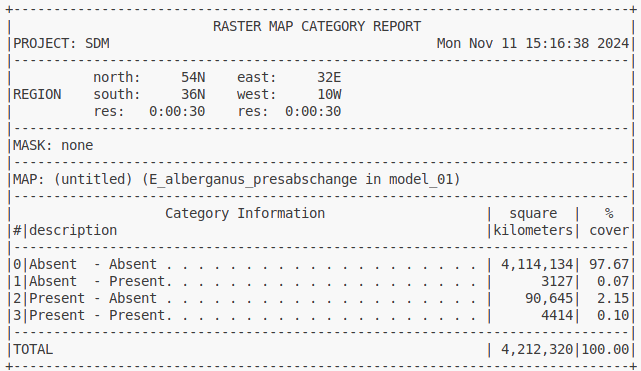 +-----------------------------------------------------------------------------+
|                         RASTER MAP CATEGORY REPORT                          |
|PROJECT: SDM                                         Mon Nov 11 15:16:38 2024|
|-----------------------------------------------------------------------------|
|          north:     54N    east:     32E                                    |
|REGION    south:     36N    west:     10W                                    |
|          res:   0:00:30    res:  0:00:30                                    |
|-----------------------------------------------------------------------------|
|MASK: none                                                                   |
|-----------------------------------------------------------------------------|
|MAP: (untitled) (E_alberganus_presabschange in model_01)                     |
|-----------------------------------------------------------------------------|
|                   Category Information                    |  square  |  %   |
|#|description                                              |kilometers| cover|
|-----------------------------------------------------------------------------|
|0|Absent  - Absent . . . . . . . . . . . . . . . . . . . . | 4,114,134| 97.67|
|1|Absent  - Present. . . . . . . . . . . . . . . . . . . . |      3127|  0.07|
|2|Present - Absent . . . . . . . . . . . . . . . . . . . . |    90,645|  2.15|
|3|Present - Present. . . . . . . . . . . . . . . . . . . . |      4414|  0.10|
|-----------------------------------------------------------------------------|
|TOTAL                                                      | 4,212,320|100.00|
+-----------------------------------------------------------------------------+